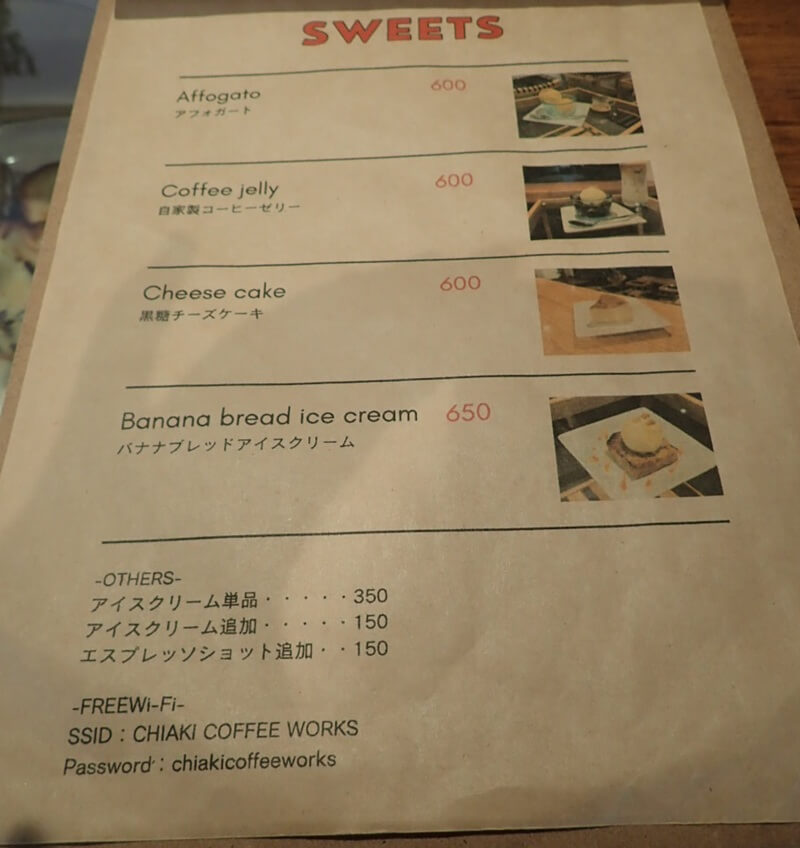 SWEETS
Affogato 600
アフォガート
Coffee jelly 600
自家製コーヒーゼリー
Cheese cake 600
黒糖チーズケーキ
Banana bread ice cream 650
バナナブレッドアイスクリーム
-OTHERS-
アイスクリーム単品・・・・・350
アイスクリーム追加・・・・・150
エスプレッソショット追加・・150
-FREEWi-Fi-
SSID : CHIAKI COFFEE WORKS
Password : chiakicoffeeworks